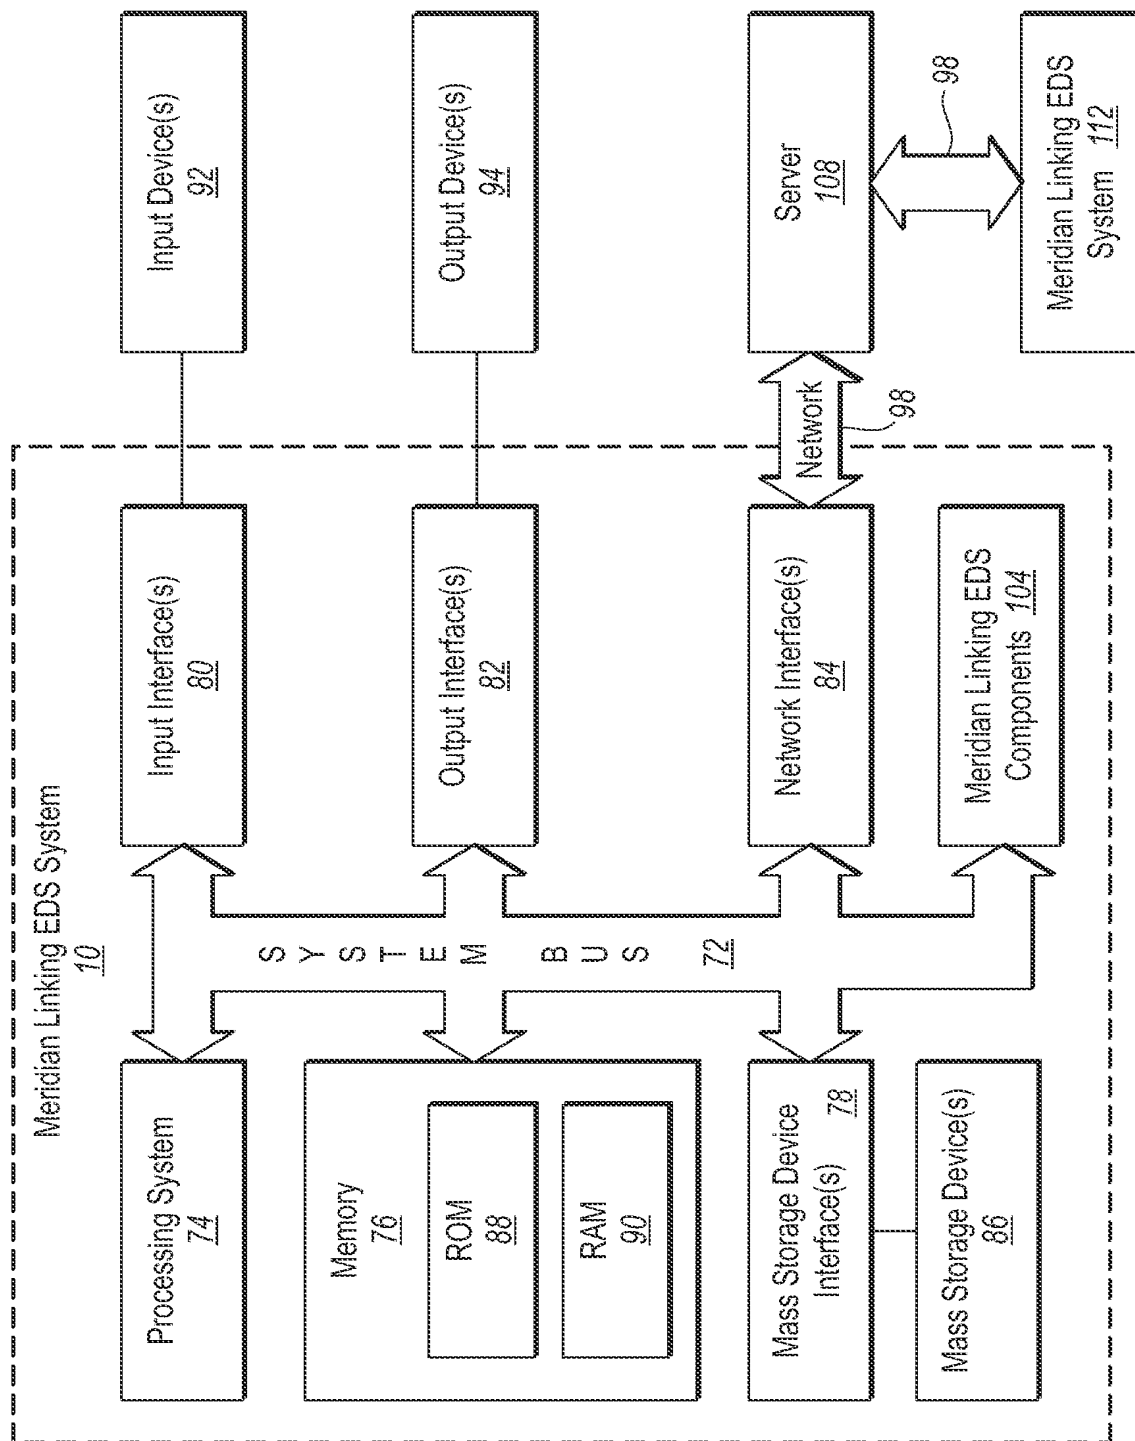 Meridian Linking EDS System
10
Processing System
74
Memory
76
ROM
88
RAM
90
Mass Storage Device
Interface(s)
78
Mass Storage Device(s)
86
SYSTEM BUS
72
Input Interface(s)
80
Output Interface(s)
82
Network Interface(s)
84
Meridian Linking EDS
Components 104
Input Device(s)
92
Output Device(s)
94
Network
98
Server
108
98
Meridian Linking EDS
System 112